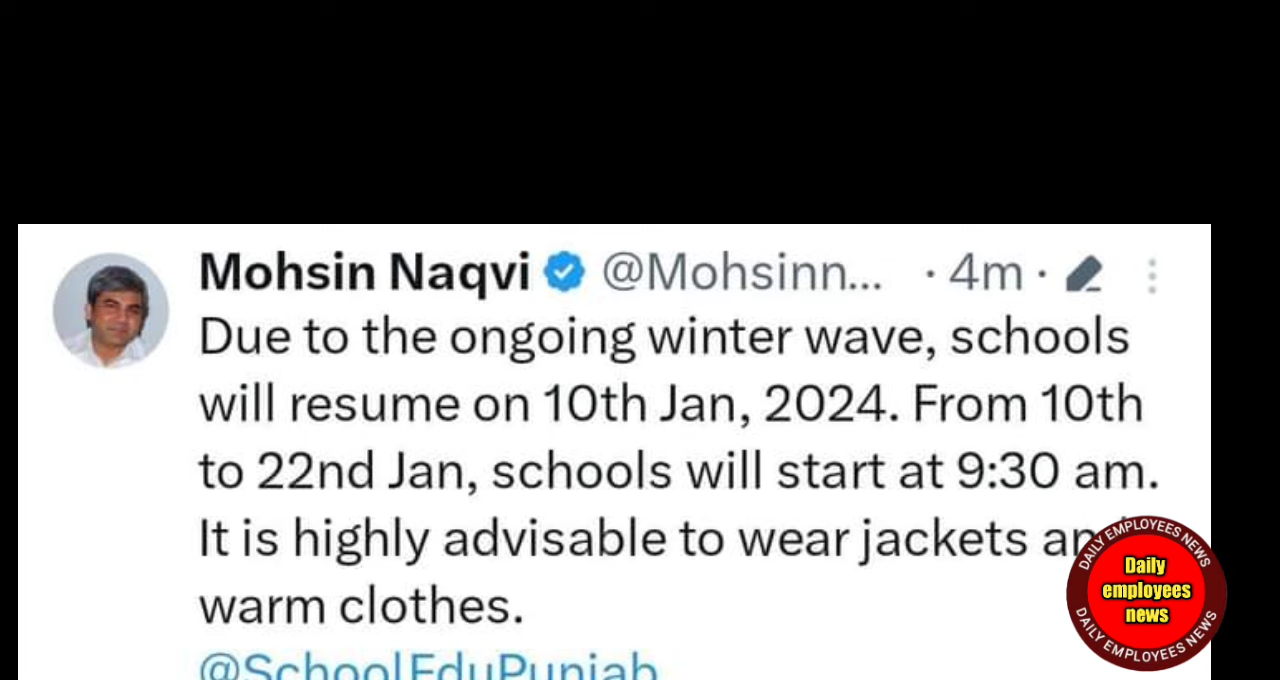 Mohsin Naqvi @Mohsinn... · 4m ·
Due to the ongoing winter wave, schools
will resume on 10th Jan, 2024. From 10th
to 22nd Jan, schools will start at 9:30 am.
It is highly advisable to wear jackets and
warm clothes.
@SchoolEduPunjab
DAILY EMPLOYEES NEWS
Daily
employees
news
DAILY EMPLOYEES NEWS